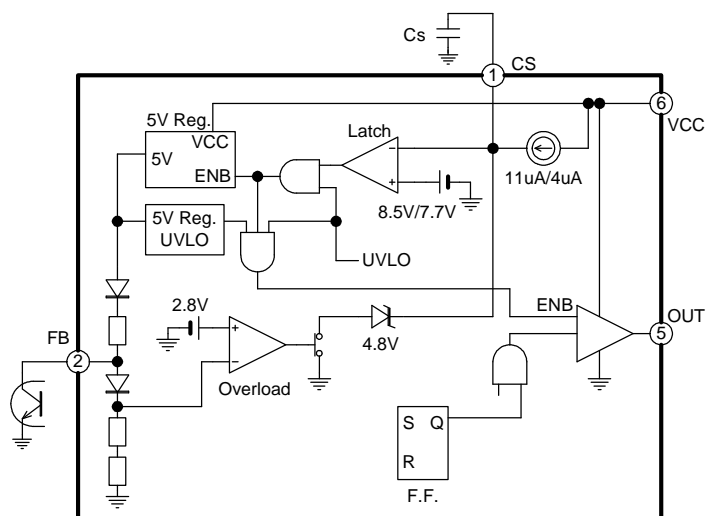 Cs
1
CS
6
VCC
5V Reg.
VCC
5V
ENB
Latch
−
+
11uA/4uA
8.5V/7.7V
5V Reg.
UVLO
UVLO
2.8V
+
−
Overload
4.8V
ENB
OUT
5
FB
2
S Q
R
F.F.